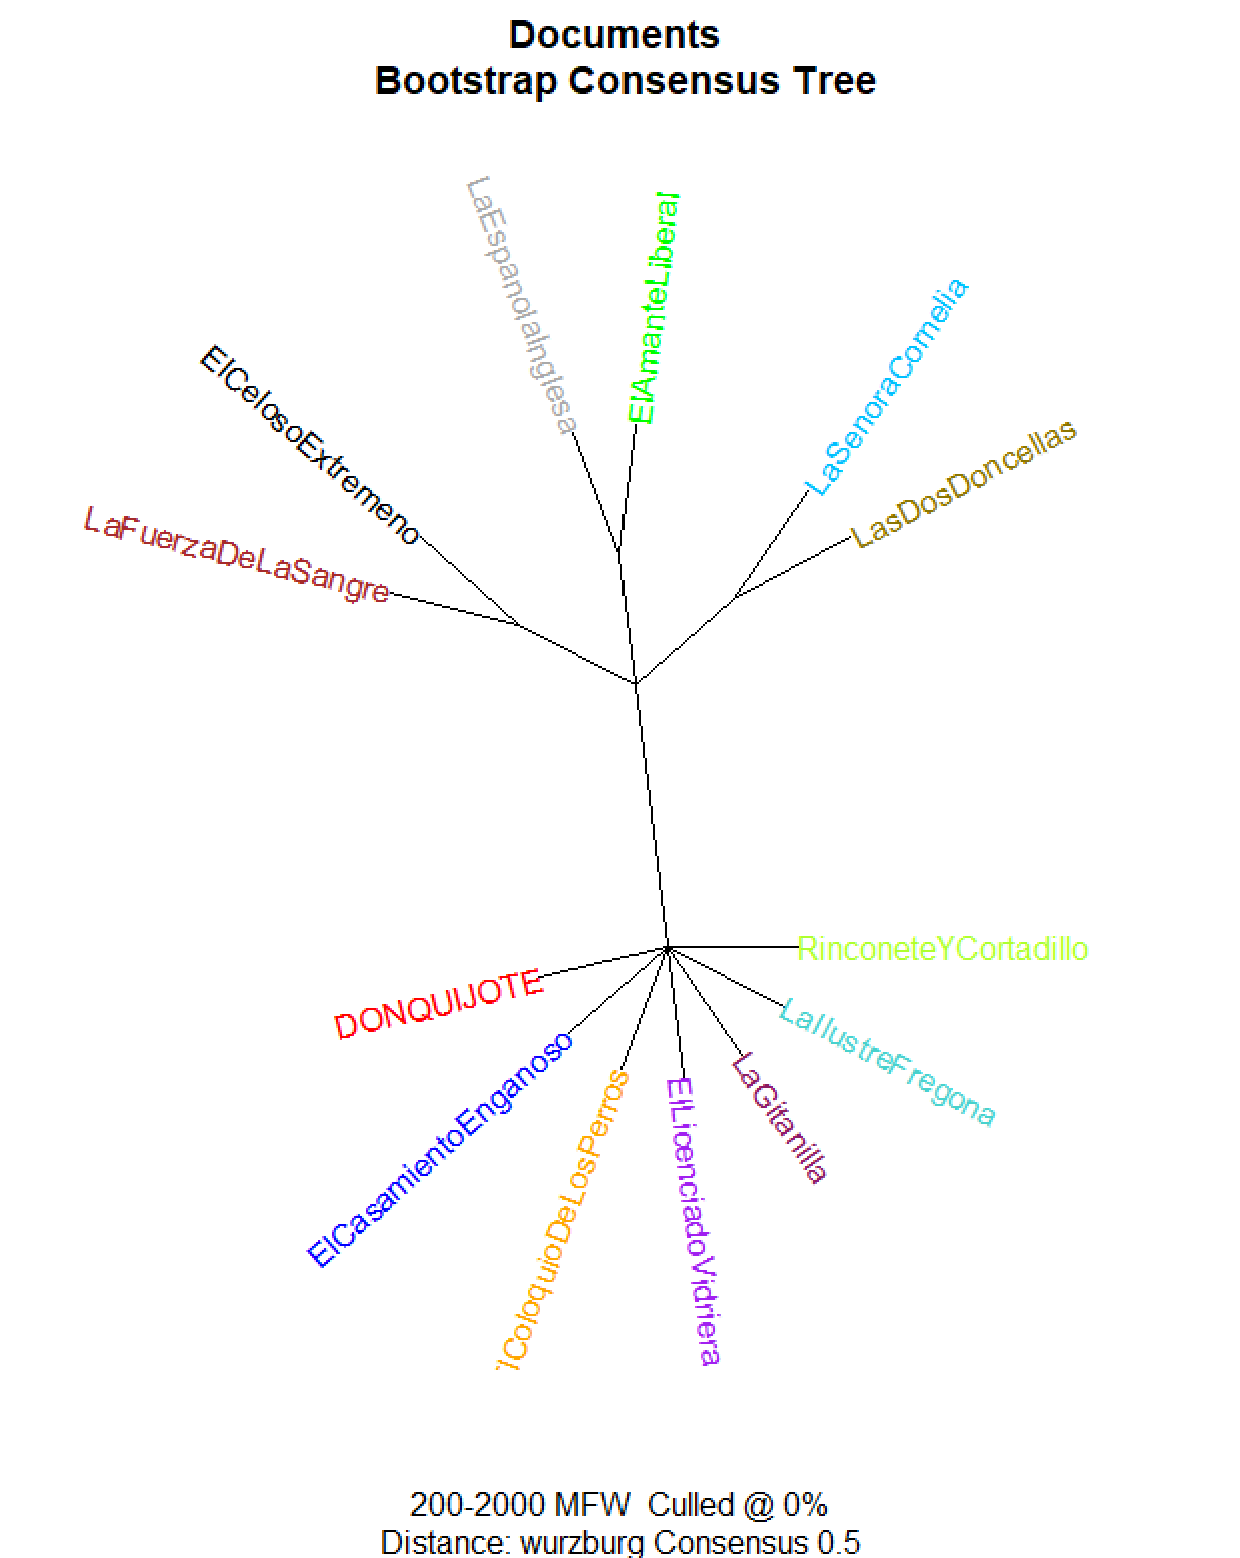 Documents
Bootstrap Consensus Tree
LaEspanolaInglesa
ElAmanteLiberal
LaSenoraCornelia
ElCelosoExtremeno
LasDosDoncellas
LaFuerzaDeLaSangre
RinconeteYCortadillo
DONQUIJOTE
LaIlustreFregona
ElCasamientoEnganoso
lColoquioDeLosPerros
ElLicenciadoVidriera
LaGitanilla
200-2000 MFW  Culled @ 0%
Distance: wurzburg Consensus 0.5